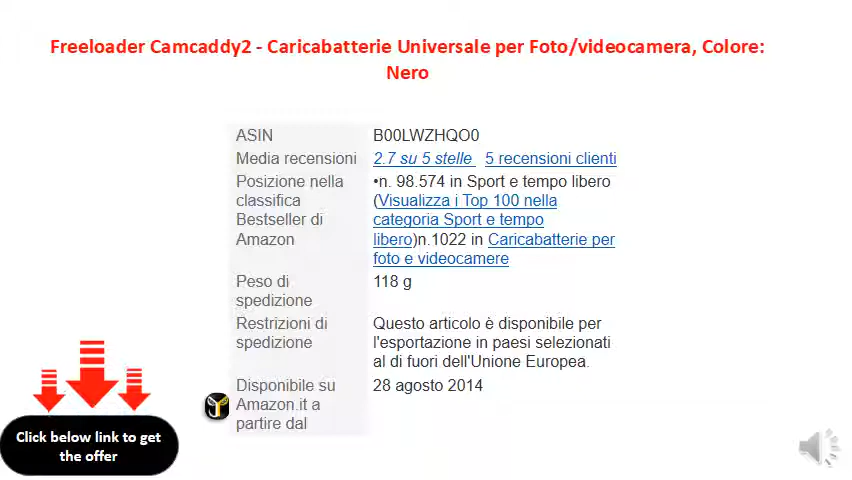 Freeloader Camcaddy2 - Caricabatterie Universale per Foto/videocamera, Colore:
Nero
ASIN B00LWZHQO0
Media recensioni 2.7 su 5 stelle 5 recensioni clienti
Posizione nella •n. 98.574 in Sport e tempo libero
classifica (Visualizza i Top 100 nella
Bestseller di categoria Sport e tempo
Amazon libero)n.1022 in Caricabatterie per
foto e videocamere
Peso di 118 g
spedizione
Restrizioni di Questo articolo è disponibile per
spedizione l'esportazione in paesi selezionati
al di fuori dell'Unione Europea.
Disponibile su 28 agosto 2014
Amazon.it a
partire dal
Click below link to get
the offer